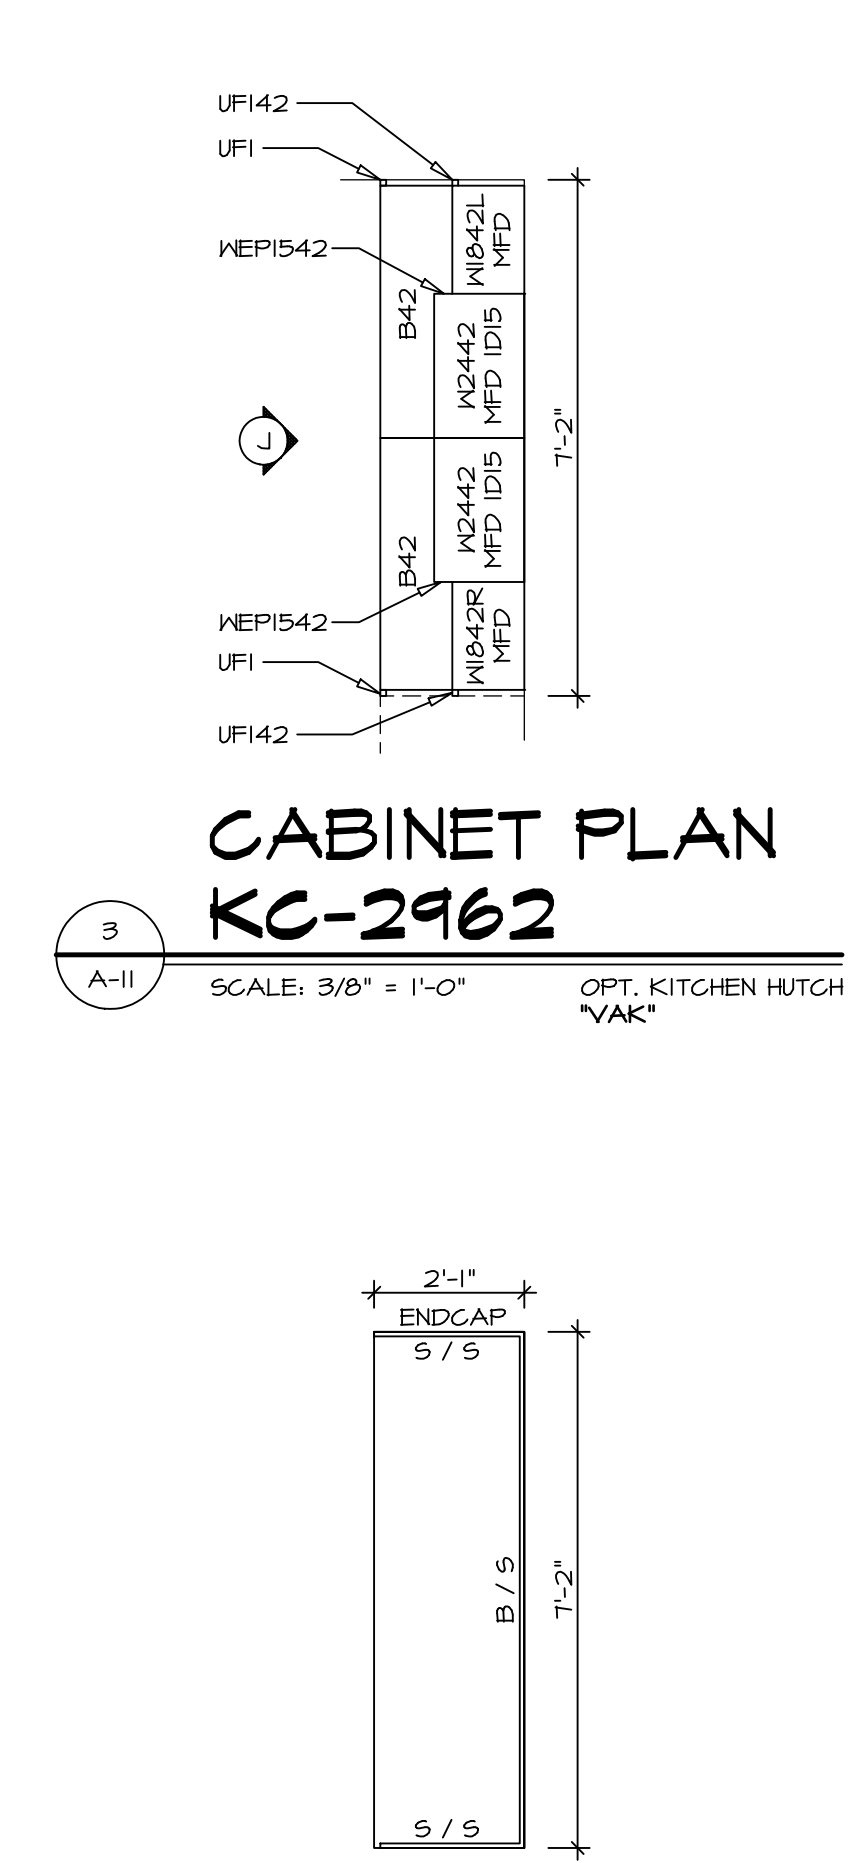 UF142
UF1
WEP1542
W1842L
MFD
B42
W2442
MFD ID15
J
7'-2"
W2442
MFD ID15
B42
WEP1542
W1842R
MFD
UF1
UF142
CABINET PLAN
KC-2962
3
A-11
SCALE: 3/8" = 1'-0"
OPT. KITCHEN HUTCH
"VAK"
2'-1"
ENDCAP
S / S
B / S
7'-2"
S / S